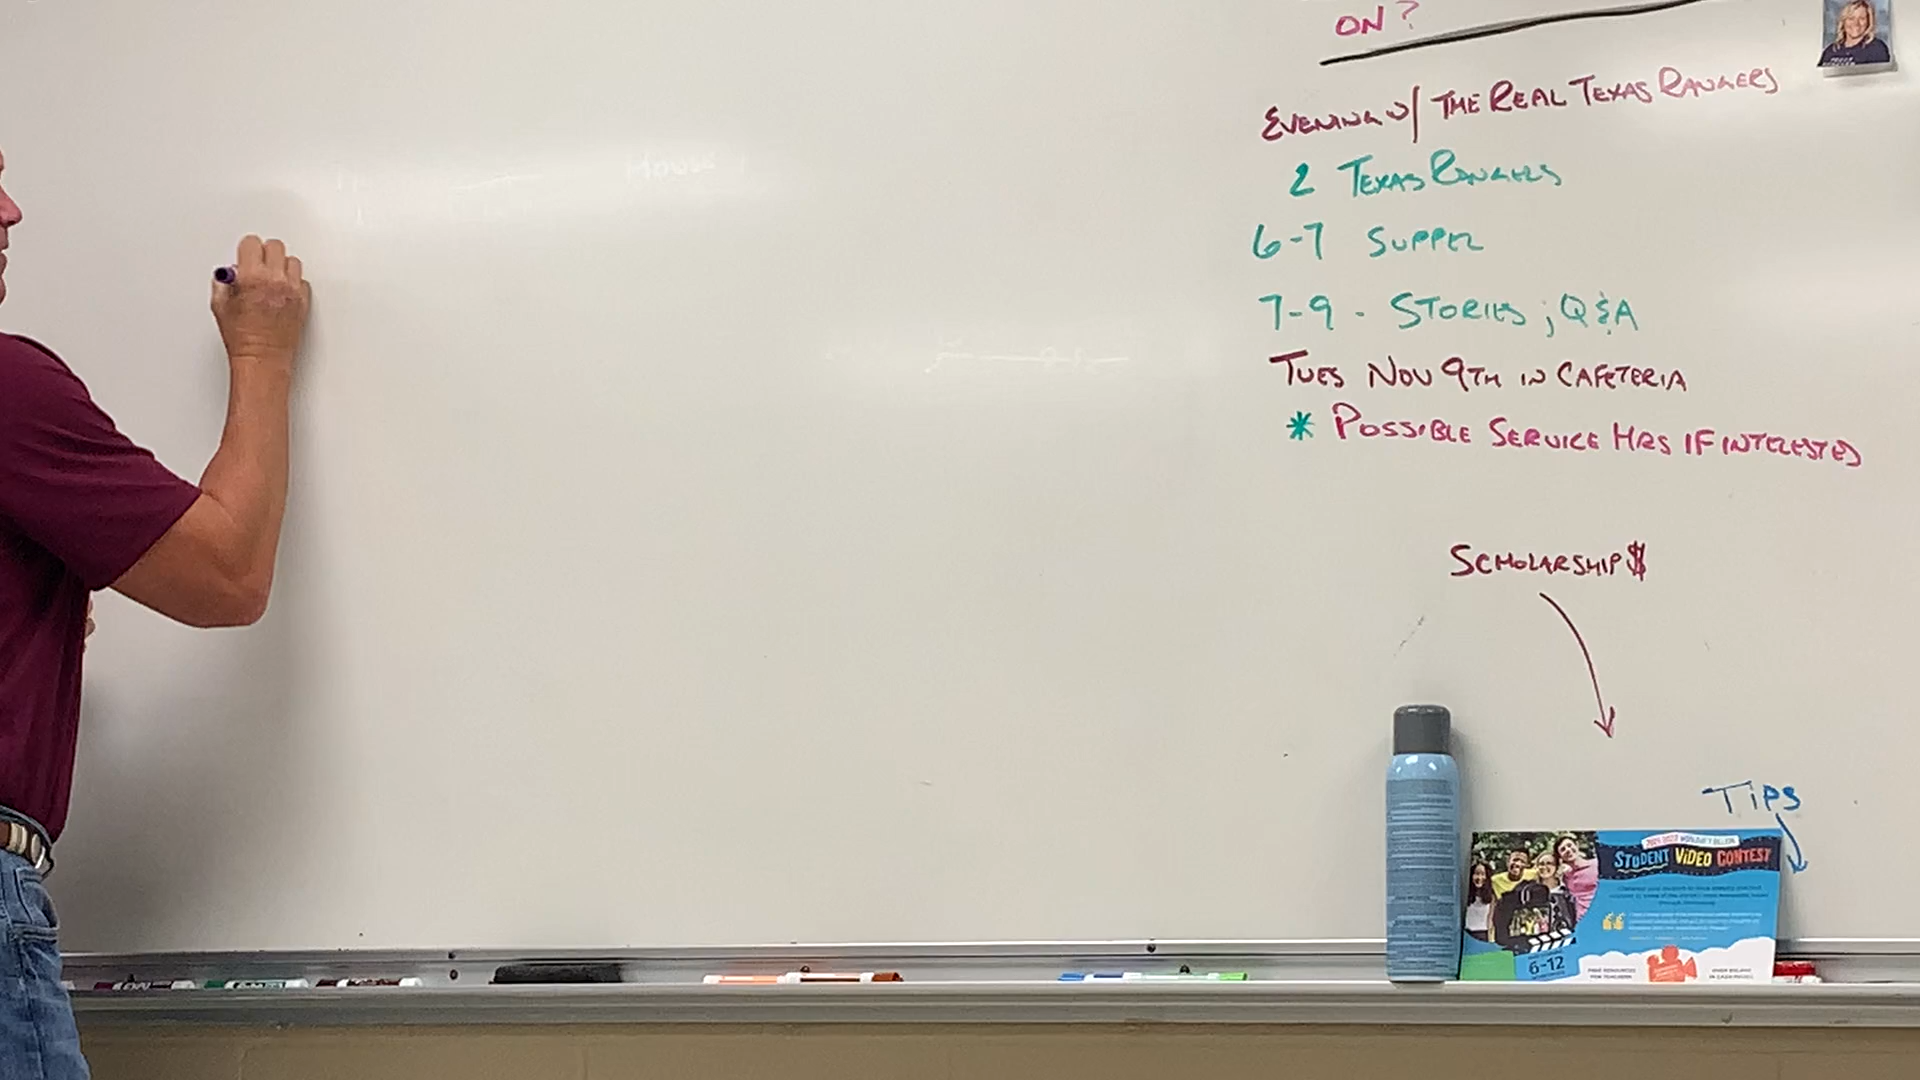 ON?
EVENING w/ THE REAL TEXAS RANGERS
2 TEXAS RANGERS
6-7 SUPPER
7-9 - STORIES; Q&A
TUES NOV 9TH IN CAFETERIA
* POSSIBLE SERVICE HRS IF INTERESTED
SCHOLARSHIP $
TIPS
STUDENT VIDEO CONTEST
6-12
House